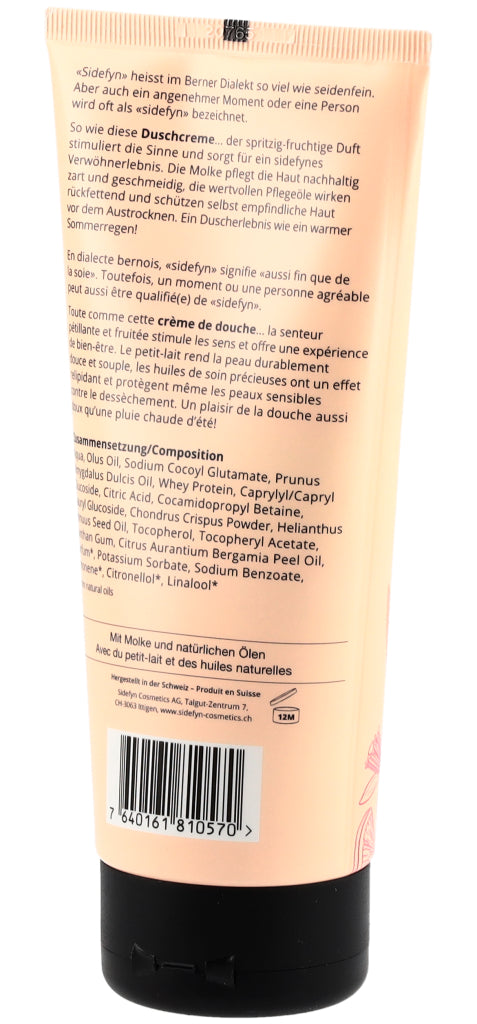 «Sidefyn» heisst im Berner Dialekt so viel wie seidenfein.
Aber auch ein angenehmer Moment oder eine Person
wird oft als «sidefyn» bezeichnet.
So wie diese Duschcreme... der spritzig-fruchtige Duft
stimuliert die Sinne und sorgt für ein sidefynes
Verwöhnerlebnis. Die Molke pflegt die Haut nachhaltig
zart und geschmeidig, die wertvollen Pflegeöle wirken
rückfettend und schützen selbst empfindliche Haut
vor dem Austrocknen. Ein Duscherlebnis wie ein warmer
Sommerregen!
En dialecte bernois, «sidefyn» signifie «aussi fin que de
la soie». Toutefois, un moment ou une personne agréable
peut aussi être qualifié(e) de «sidefyn».
Toute comme cette crème de douche... la senteur
pétillante et fruitée stimule les sens et offre une expérience
de bien-être. Le petit-lait rend la peau durablement
douce et souple, les huiles de soin précieuses ont un effet
relipidant et protègent même les peaux sensibles
contre le dessèchement. Un plaisir de la douche aussi
doux qu'une pluie chaude d'été!
Zusammensetzung/Composition
Olus Oil, Sodium Cocoyl Glutamate, Prunus
Dulcis Oil, Whey Protein, Caprylyl/Capryl
Citric Acid, Cocamidopropyl Betaine,
Glucoside, Chondrus Crispus Powder, Helianthus
Seed Oil, Tocopherol, Tocopheryl Acetate,
Gum, Citrus Aurantium Bergamia Peel Oil,
Potassium Sorbate, Sodium Benzoate,
Citronellol*, Linalool*
natural oils
Mit Molke und natürlichen Ölen
Avec du petit-lait et des huiles naturelles
Hergestellt in der Schweiz – Produit en Suisse
Sidefyn Cosmetics AG, Talgut-Zentrum 7,
CH-3063 Ittigen, www.sidefyn-cosmetics.ch
12M
7 640161 810570 >